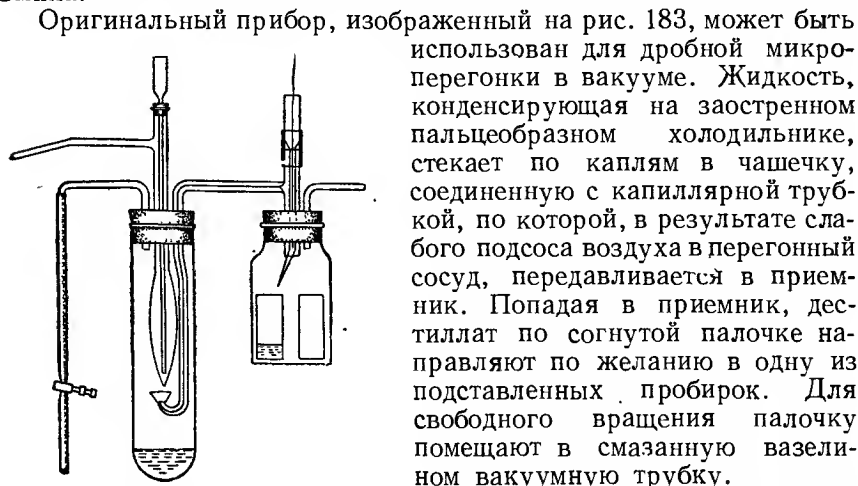 Оригинальный прибор, изображенный на рис. 183, может быть
использован для дробной микро-
перегонки в вакууме. Жидкость,
конденсирующая на заостренном
пальцеобразном холодильнике,
стекает по каплям в чашечку,
соединенную с капиллярной труб-
кой, по которой, в результате сла-
бого подсоса воздуха в перегонный
сосуд, передавливается в прием-
ник. Попадая в приемник, дес-
тиллат по согнутой палочке на-
правляют по желанию в одну из
подставленных пробирок. Для
свободного вращения палочку
помещают в смазанную вазели-
ном вакуумную трубку.